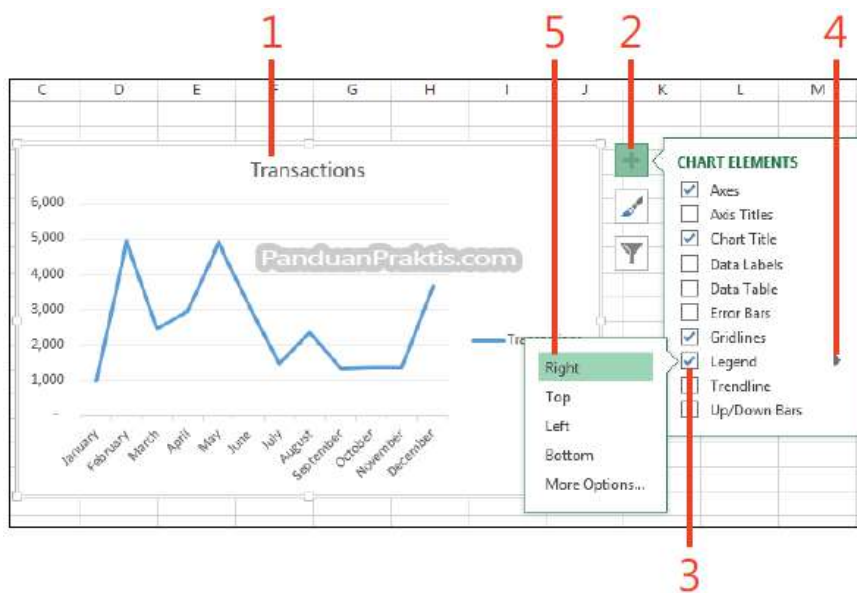 1 5 2 4
C D E F G H I J K L M
Transactions
6,000
5,000
4,000
3,000
2,000
1,000
-
January February March April May June July August September October November December
PanduanPraktis.com
CHART ELEMENTS
Axes
Axis Titles
Chart Title
Data Labels
Data Table
Error Bars
Gridlines
Legend
Trendline
Up/Down Bars
Right
Top
Left
Bottom
More Options...
3